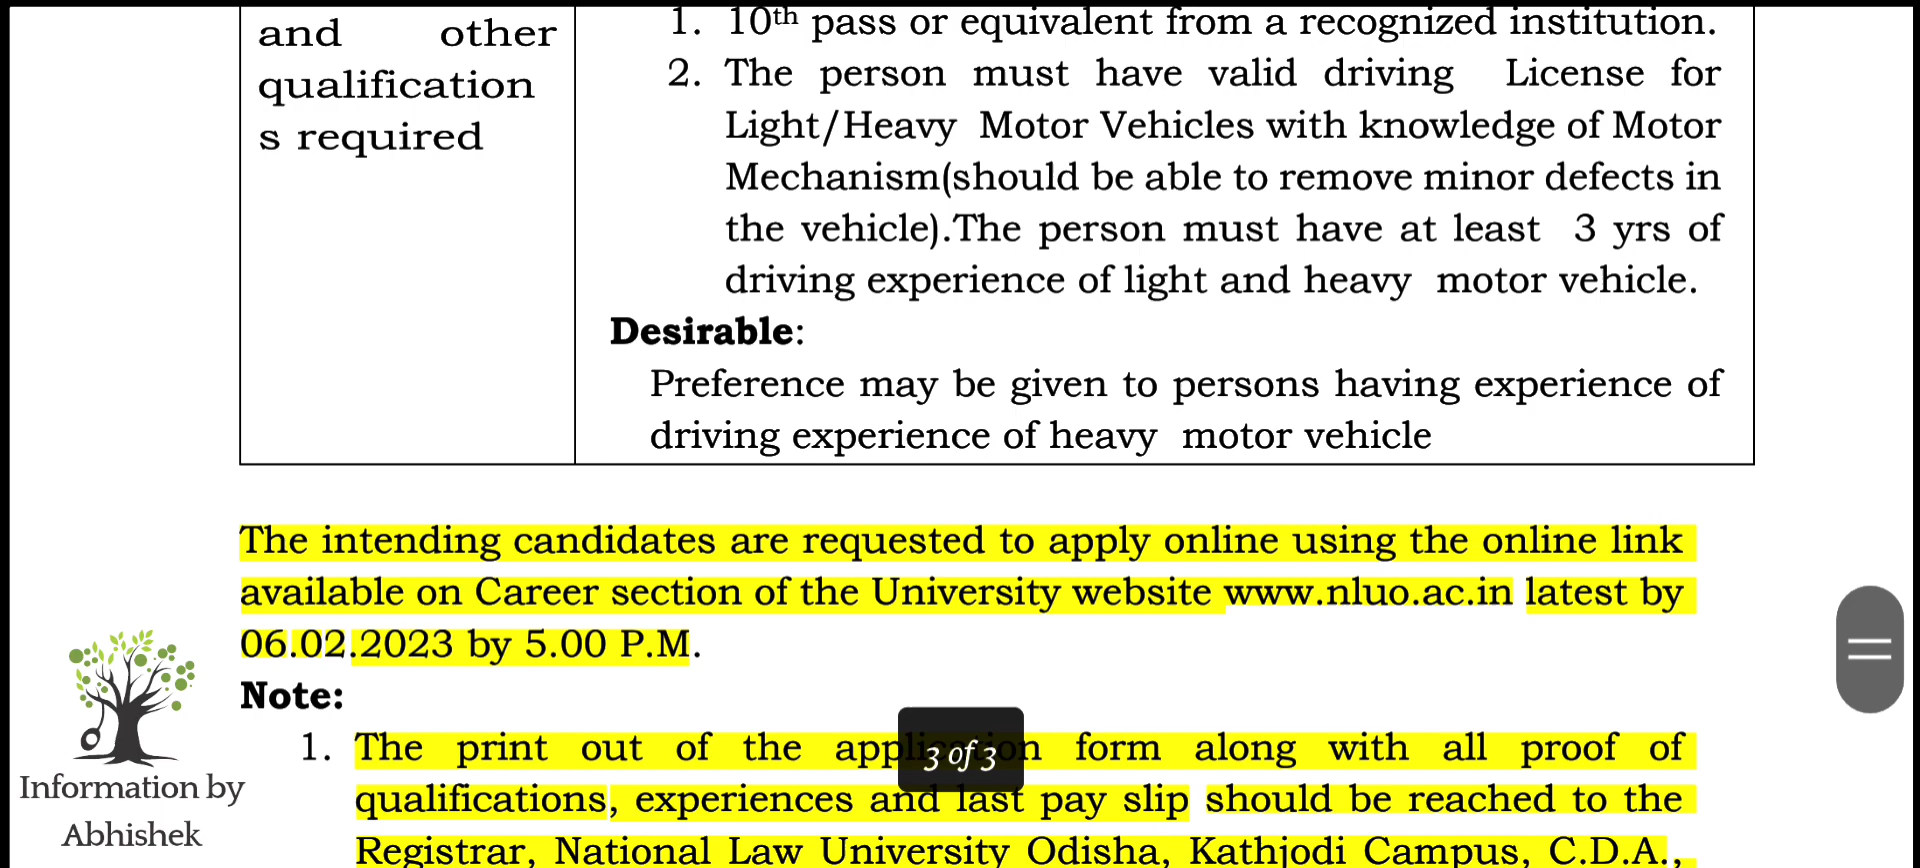 and other
qualification
s required
1. 10th pass or equivalent from a recognized institution.
2. The person must have valid driving License for
Light/Heavy Motor Vehicles with knowledge of Motor
Mechanism(should be able to remove minor defects in
the vehicle).The person must have at least 3 yrs of
driving experience of light and heavy motor vehicle.
Desirable:
Preference may be given to persons having experience of
driving experience of heavy motor vehicle
The intending candidates are requested to apply online using the online link
available on Career section of the University website www.nluo.ac.in latest by
06.02.2023 by 5.00 P.M.
Note:
1. The print out of the application form along with all proof of
qualifications, experiences and last pay slip should be reached to the
Registrar, National Law University Odisha, Kathjodi Campus, C.D.A.,
3 of 3
Information by
Abhishek